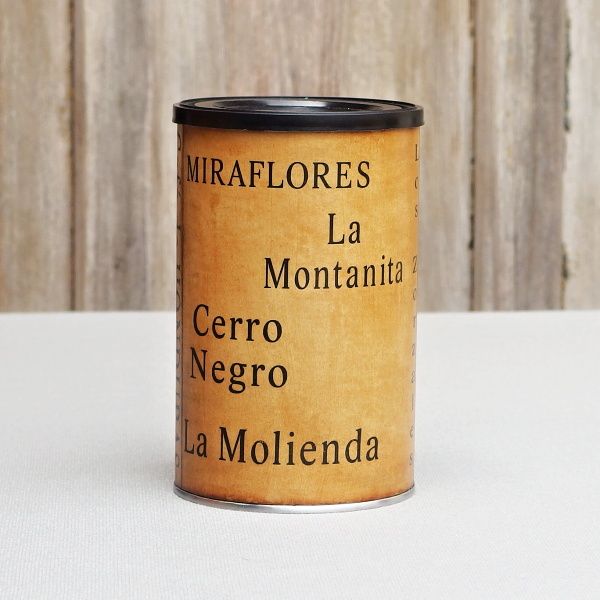 MIRAFLORES
La
Montanita
Cerro
Negro
La Molienda